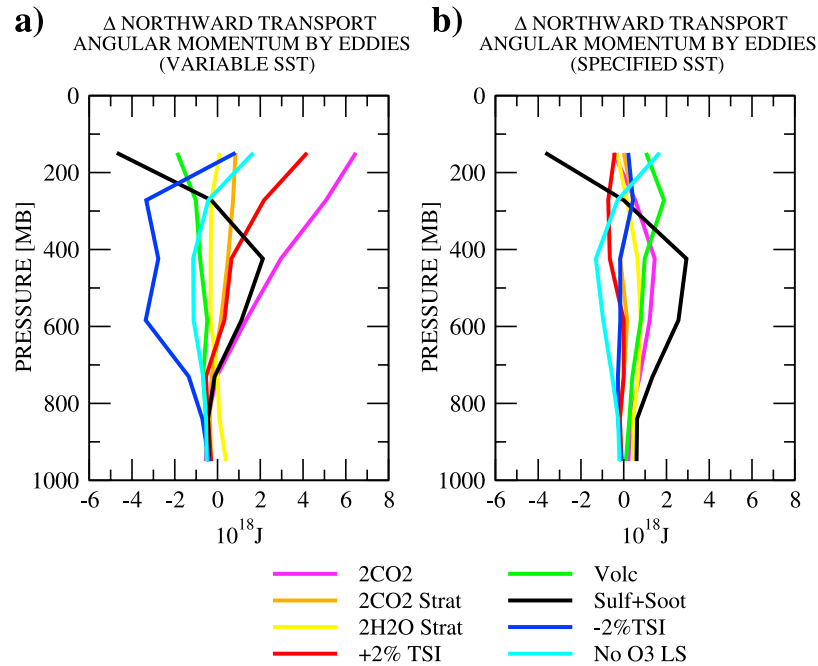 a)
Δ NORTHWARD TRANSPORT
ANGULAR MOMENTUM BY EDDIES
(VARIABLE SST)
b)
Δ NORTHWARD TRANSPORT
ANGULAR MOMENTUM BY EDDIES
(SPECIFIED SST)
PRESSURE [MB]
0
200
400
600
800
1000
-6 -4 -2 0 2 4 6 8
10¹⁸J
PRESSURE [MB]
0
200
400
600
800
1000
-6 -4 -2 0 2 4 6 8
10¹⁸J
2CO2
2CO2 Strat
2H2O Strat
+2% TSI
Volc
Sulf+Soot
-2%TSI
No O3 LS